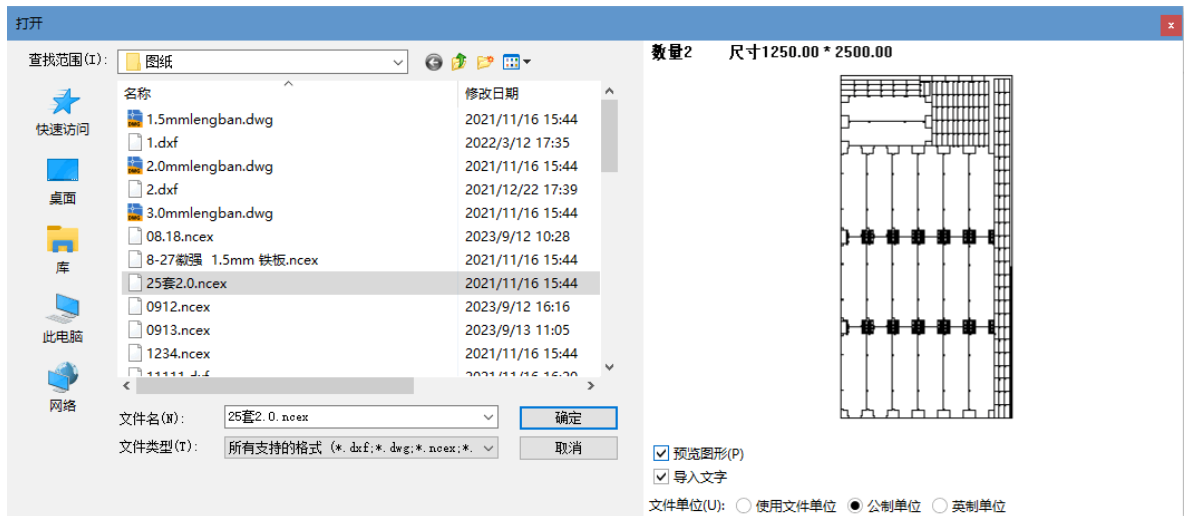 打开
查找范围(I): 图纸
名称 修改日期
1.5mmlengban.dwg 2021/11/16 15:44
1.dxf 2022/3/12 17:35
2.0mmlengban.dwg 2021/11/16 15:44
2.dxf 2021/12/22 17:39
3.0mmlengban.dwg 2021/11/16 15:44
08.18.ncex 2023/9/12 10:28
8-27徽强 1.5mm 铁板.ncex 2021/11/16 15:44
25套2.0.ncex 2021/11/16 15:44
0912.ncex 2023/9/12 16:16
0913.ncex 2023/9/13 11:05
1234.ncex 2021/11/16 15:44
快速访问
桌面
库
此电脑
网络
文件名(N): 25套2.0.ncex 确定
文件类型(T): 所有支持的格式 (*.dxf;*.dwg;*.ncex;*. 取消
数量2 尺寸1250.00 * 2500.00
预览图形(P)
导入文字
文件单位(U): 使用文件单位 公制单位 英制单位